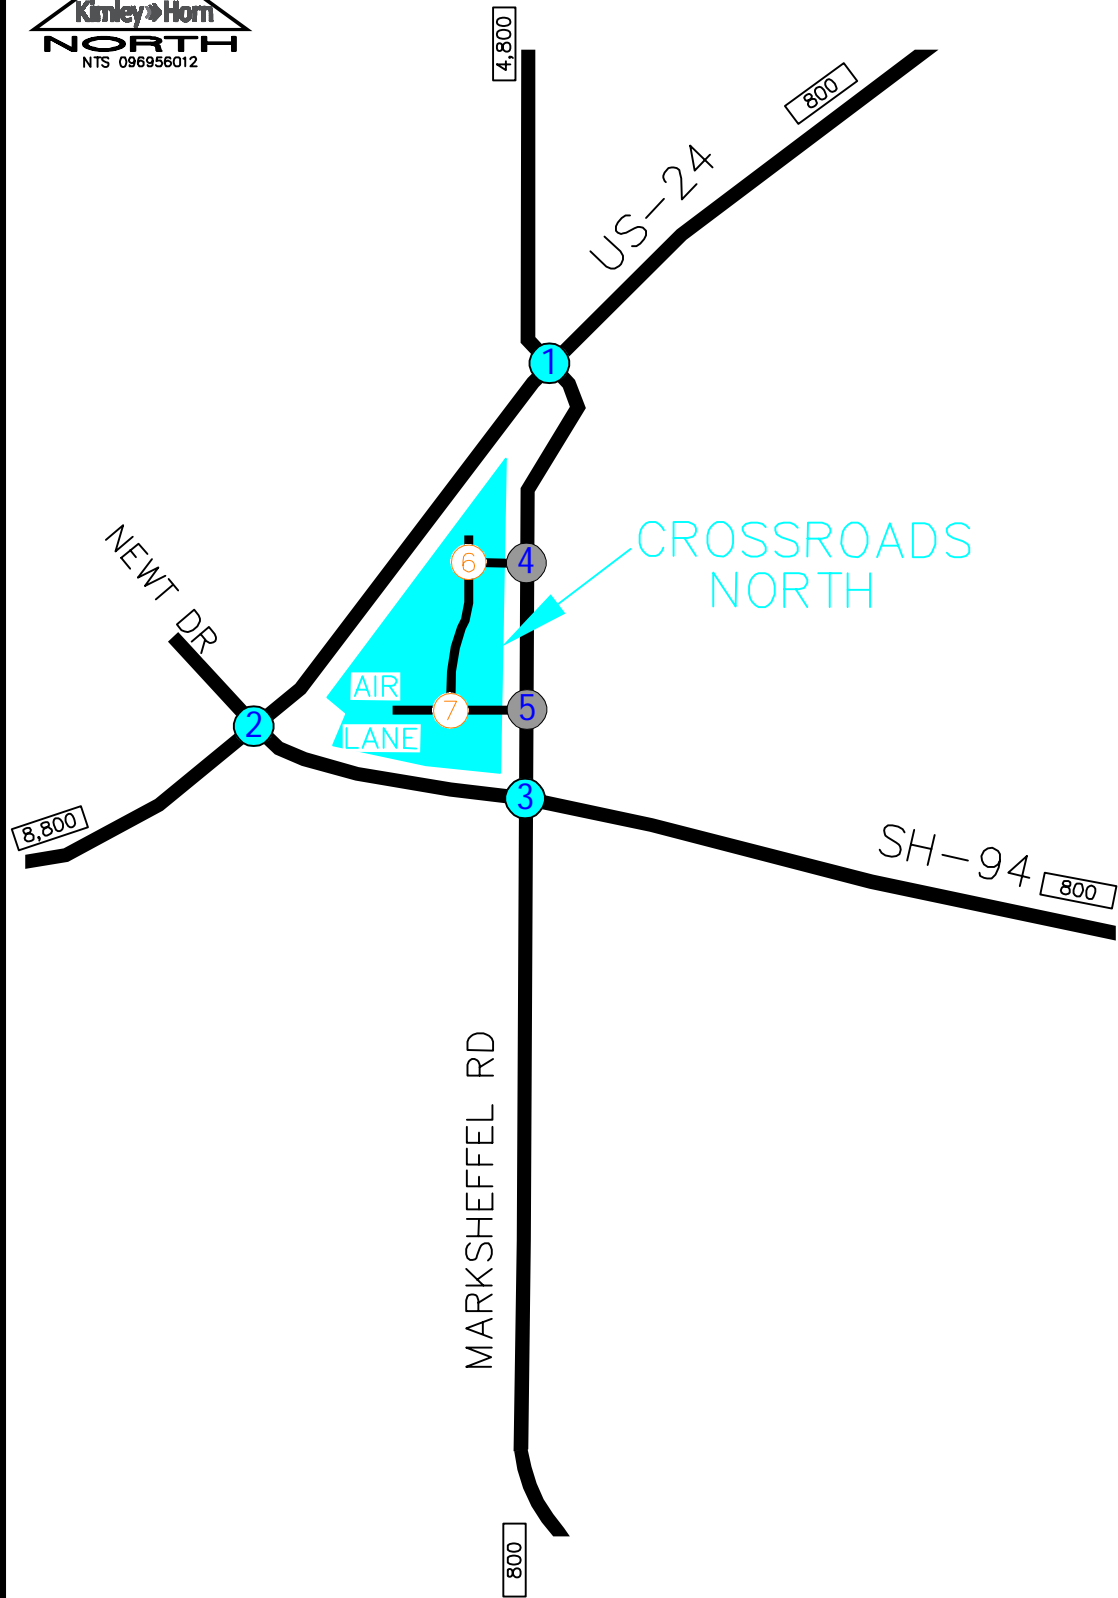 Kimley»Horn
NORTH
NTS 096956012
4,800
800
US-24
1
CROSSROADS
NORTH
NEWT DR
6
4
AIR
LANE
7
5
2
3
8,800
SH-94
800
MARKSHEFFEL RD
800